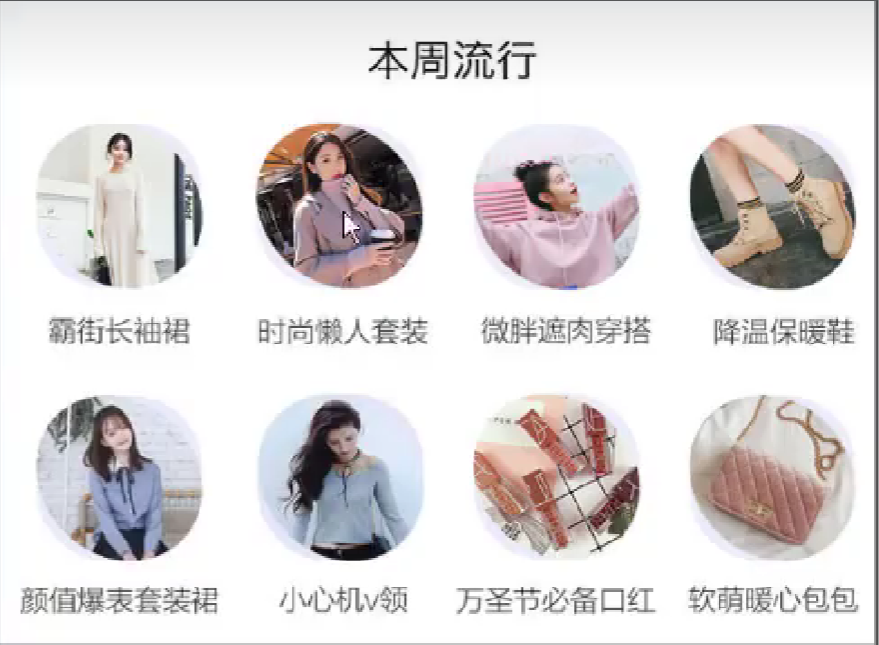 本周流行
霸街长袖裙 时尚懒人套装 微胖遮肉穿搭 降温保暖鞋
颜值爆表套装裙 小心机v领 万圣节必备口红 软萌暖心包包